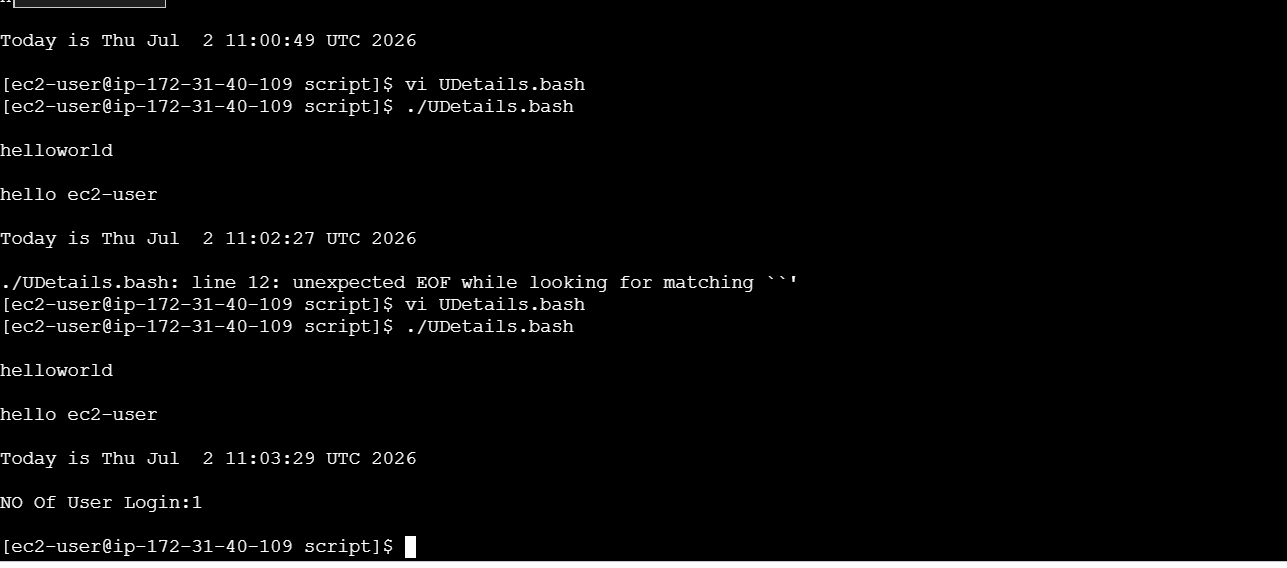 Today is Thu Jul  2 11:00:49 UTC 2026
[ec2-user@ip-172-31-40-109 script]$ vi UDetails.bash
[ec2-user@ip-172-31-40-109 script]$ ./UDetails.bash
helloworld
hello ec2-user
Today is Thu Jul  2 11:02:27 UTC 2026
./UDetails.bash: line 12: unexpected EOF while looking for matching ``'
[ec2-user@ip-172-31-40-109 script]$ vi UDetails.bash
[ec2-user@ip-172-31-40-109 script]$ ./UDetails.bash
helloworld
hello ec2-user
Today is Thu Jul  2 11:03:29 UTC 2026
NO Of User Login:1
[ec2-user@ip-172-31-40-109 script]$